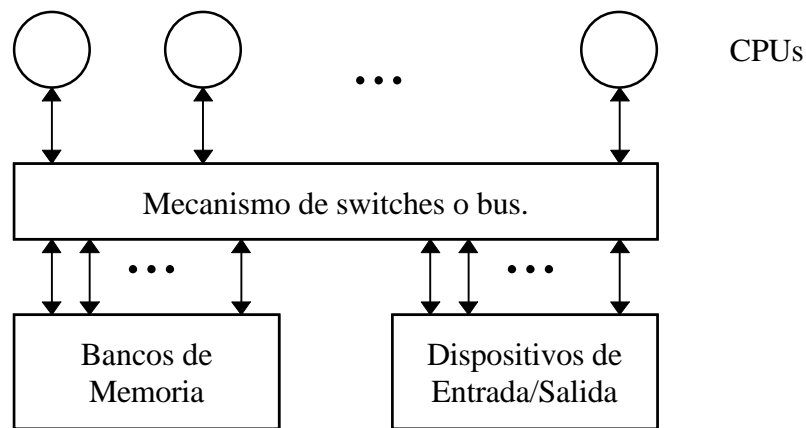 CPUs
Mecanismo de switches o bus.
Bancos de
Memoria
Dispositivos de
Entrada/Salida